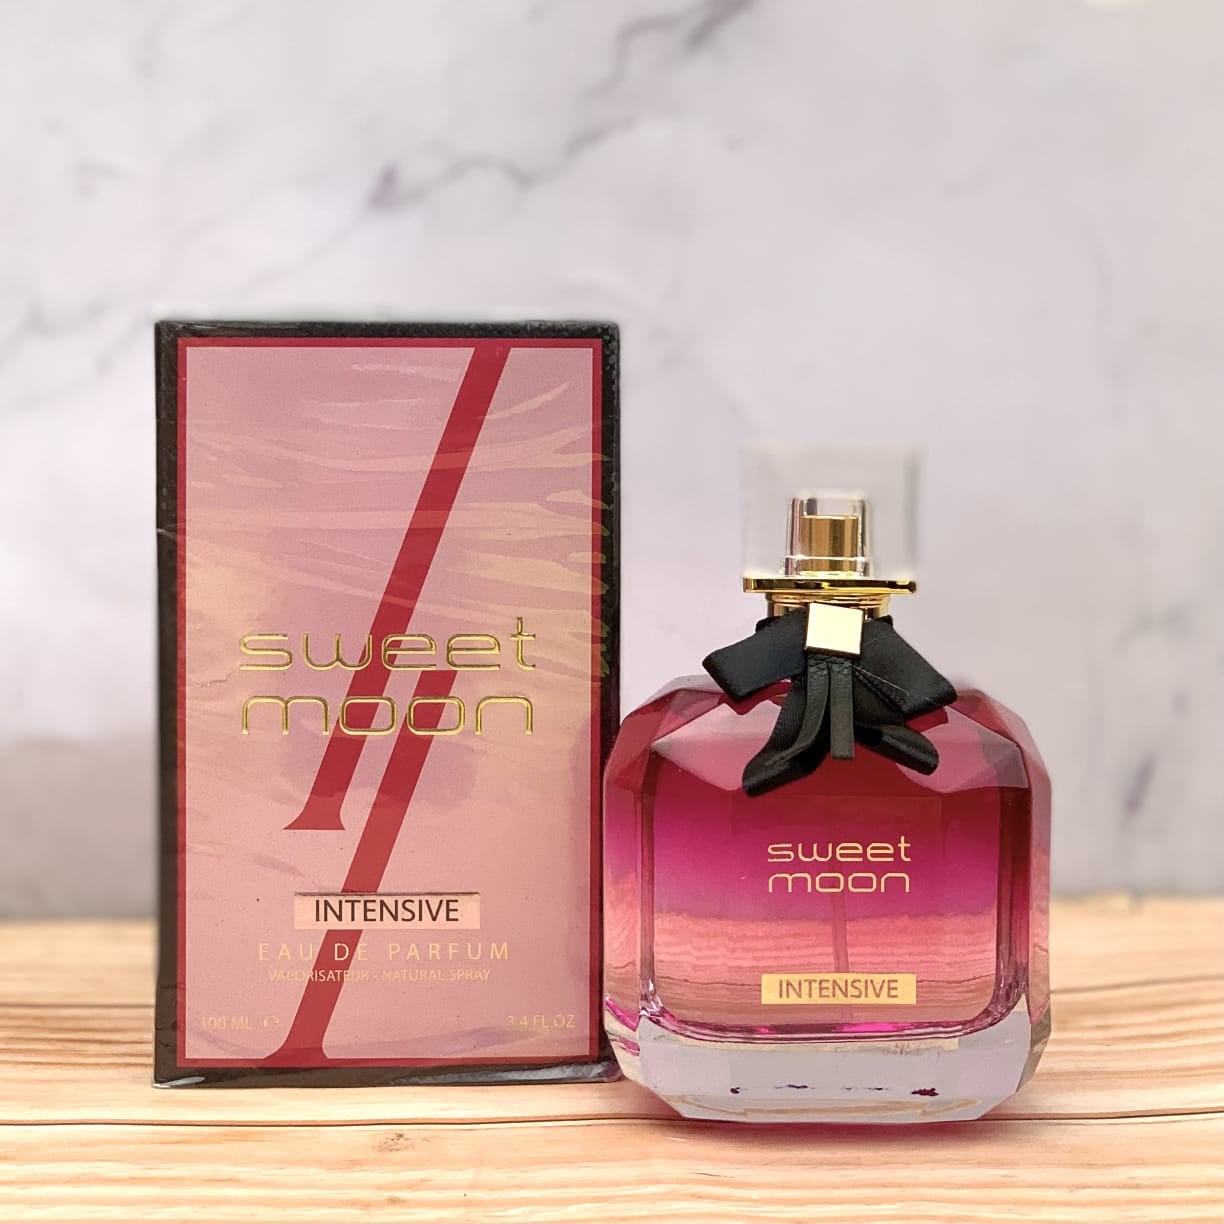 sweet
moon
INTENSIVE
EAU DE PARFUM
VAPORISATEUR - NATURAL SPRAY
100 ML ℮ 3.4 FL.OZ
sweet
moon
INTENSIVE